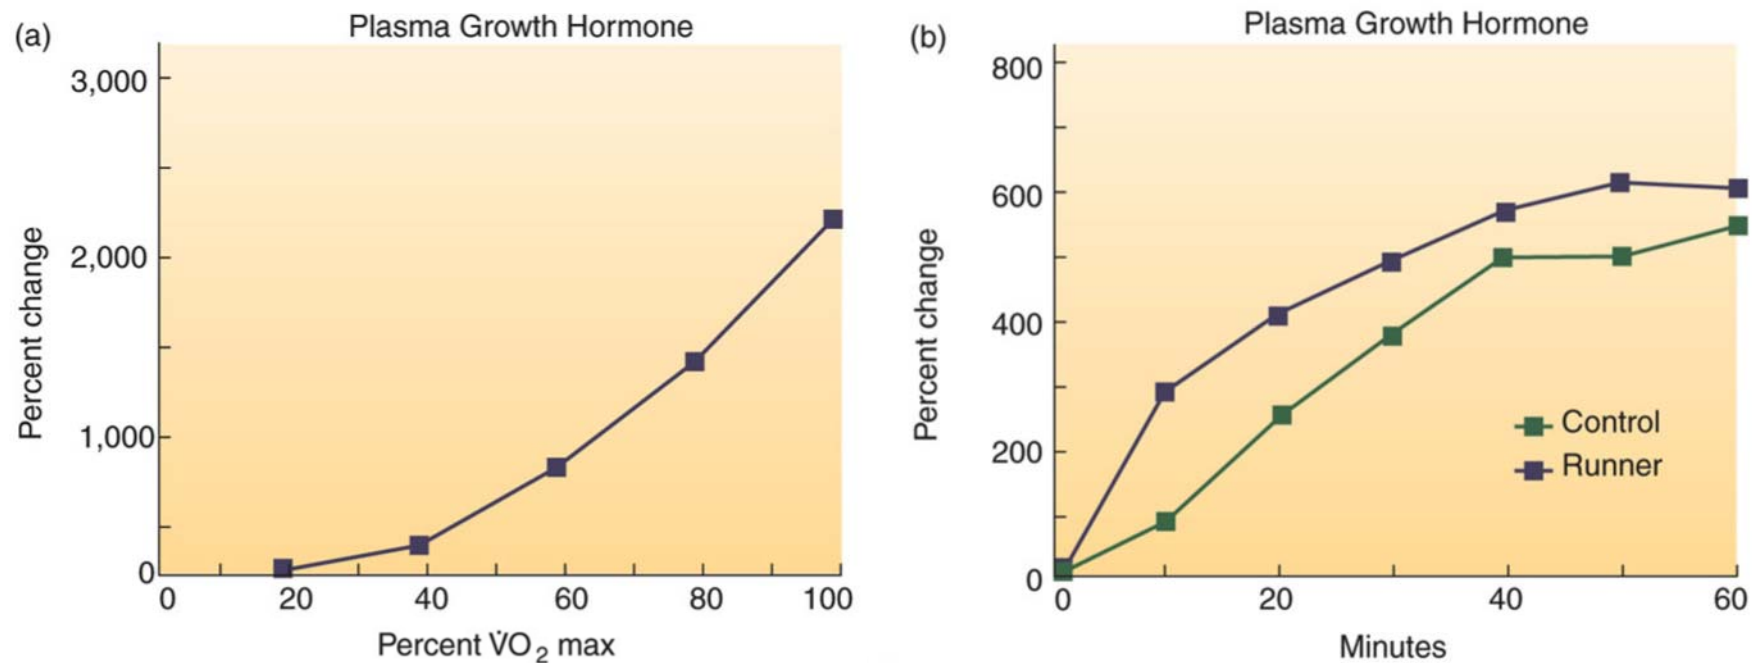 (a)
Plasma Growth Hormone
3,000
2,000
1,000
0
Percent change
0 20 40 60 80 100
Percent V̇O₂ max
(b)
Plasma Growth Hormone
800
600
400
200
0
Percent change
Control
Runner
0 20 40 60
Minutes